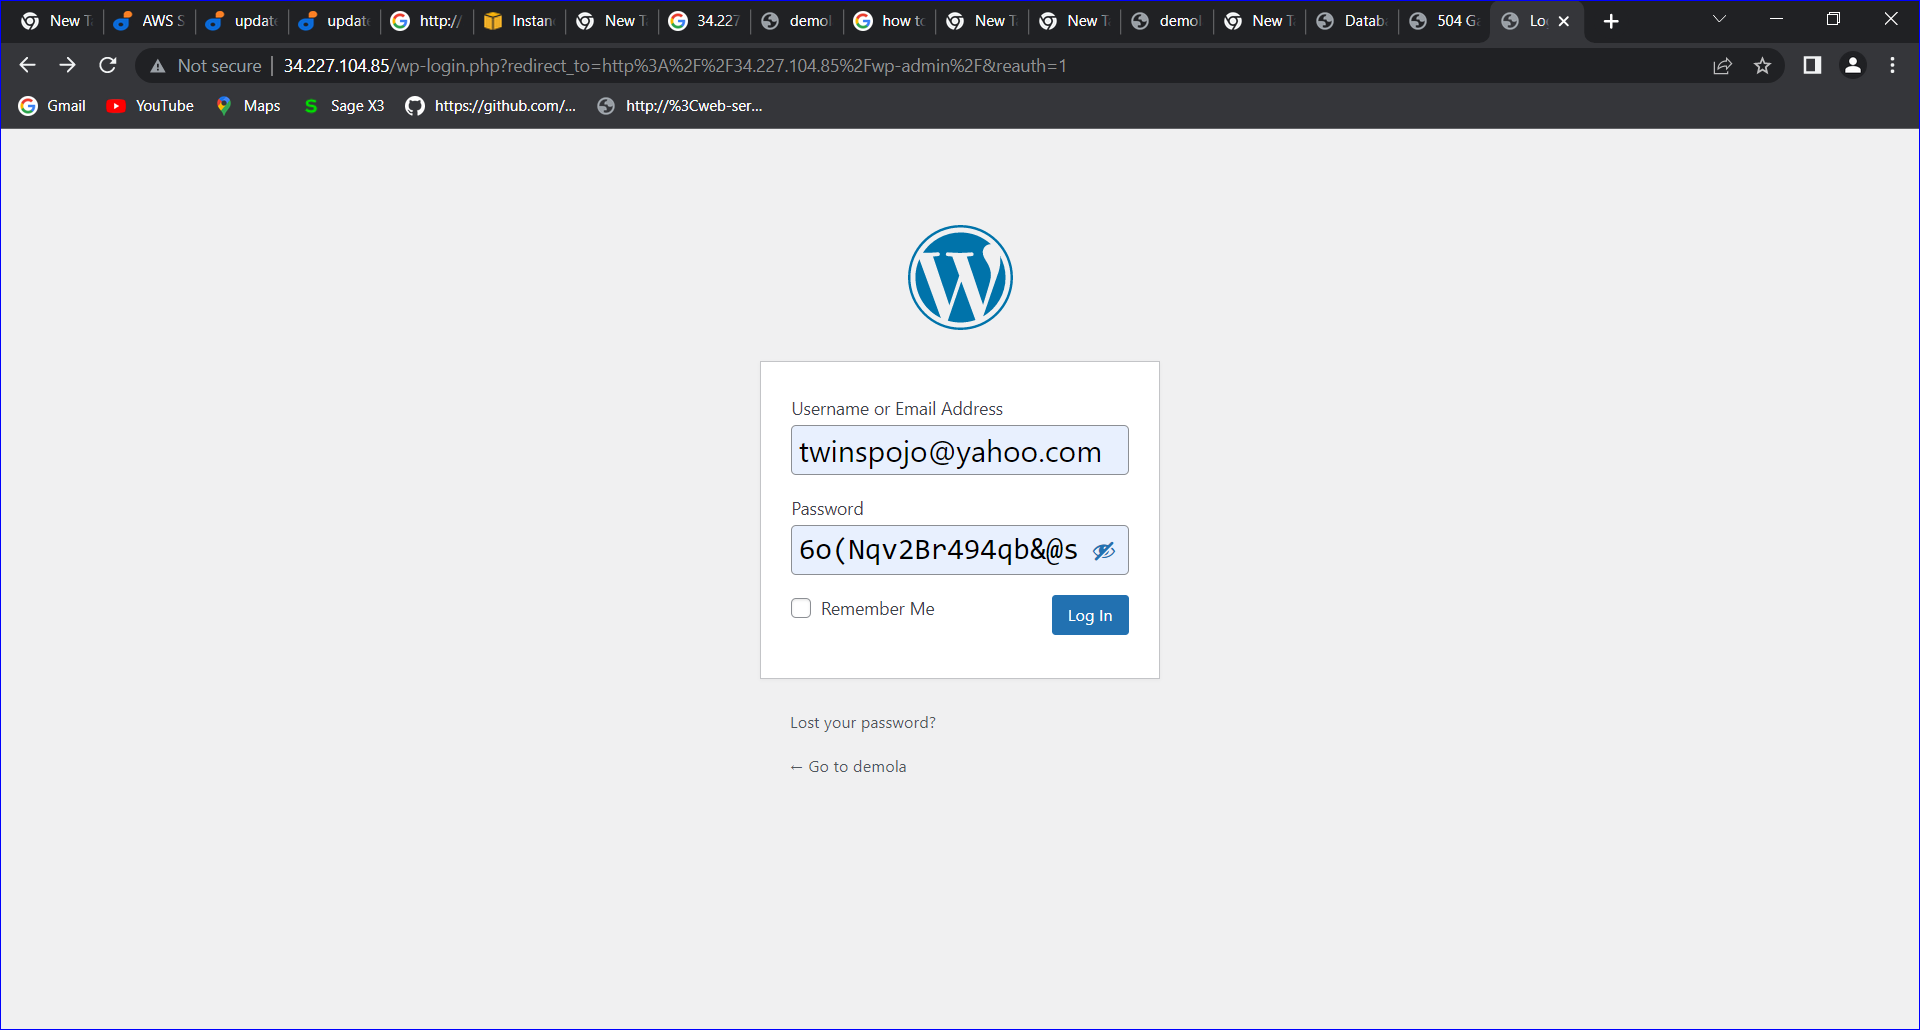 New T
AWS S
update
update
http://
Instan
New T
34.227
demol
how to
New T
New T
demol
New T
Datab
504 G
Lo
Not secure
34.227.104.85/wp-login.php?redirect_to=http%3A%2F%2F34.227.104.85%2Fwp-admin%2F&reauth=1
Gmail
YouTube
Maps
Sage X3
https://github.com/...
http://%3Cweb-ser...
Username or Email Address
twinspojo@yahoo.com
Password
6o(Nqv2Br494qb&@s
Remember Me
Log In
Lost your password?
← Go to demola